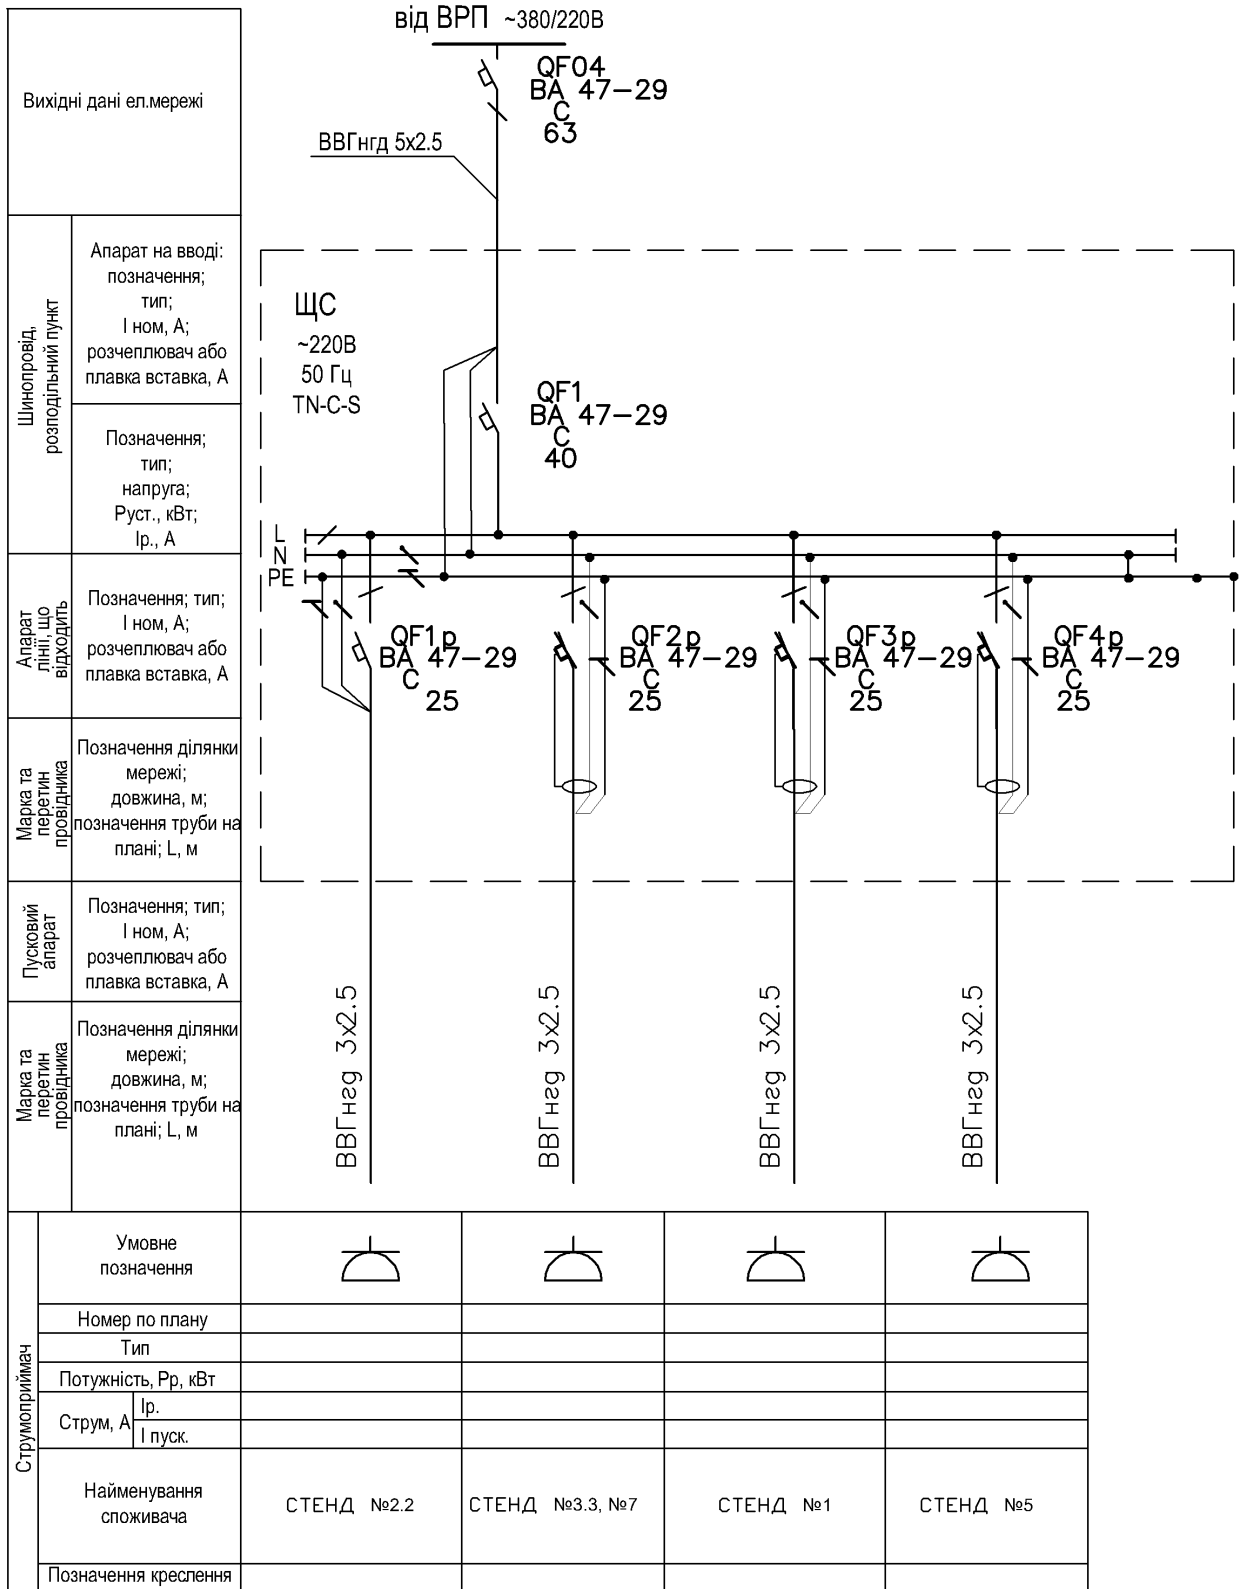 від ВРП ~380/220В
QF04
ВА 47-29
С
63
ВВГнгд 5х2.5
Вихідні дані ел.мережі
Шинопровід,
розподільний пункт
Апарат на вводі:
позначення;
тип;
І ном, А;
розчеплювач або
плавка вставка, А
Позначення;
тип;
напруга;
Руст., кВт;
Ір., А
ЩС
~220В
50 Гц
TN-C-S
QF1
ВА 47-29
С
40
L
N
PE
Апарат
лінії, що
відходить
Позначення; тип;
І ном, А;
розчеплювач або
плавка вставка, А
QF1р
ВА 47-29
С
25
QF2р
ВА 47-29
С
25
QF3р
ВА 47-29
С
25
QF4р
ВА 47-29
С
25
Марка та
перетин
провідника
Позначення ділянки
мережі;
довжина, м;
позначення труби на
плані; L, м
Пусковий
апарат
Позначення; тип;
І ном, А;
розчеплювач або
плавка вставка, А
Марка та
перетин
провідника
Позначення ділянки
мережі;
довжина, м;
позначення труби на
плані; L, м
ВВГнгд 3х2.5
ВВГнгд 3х2.5
ВВГнгд 3х2.5
ВВГнгд 3х2.5
Струмоприймач
Умовне
позначення
Номер по плану
Тип
Потужність, Рр, кВт
Струм, А
Ір.
І пуск.
Найменування
споживача
СТЕНД №2.2
СТЕНД №3.3, №7
СТЕНД №1
СТЕНД №5
Позначення креслення